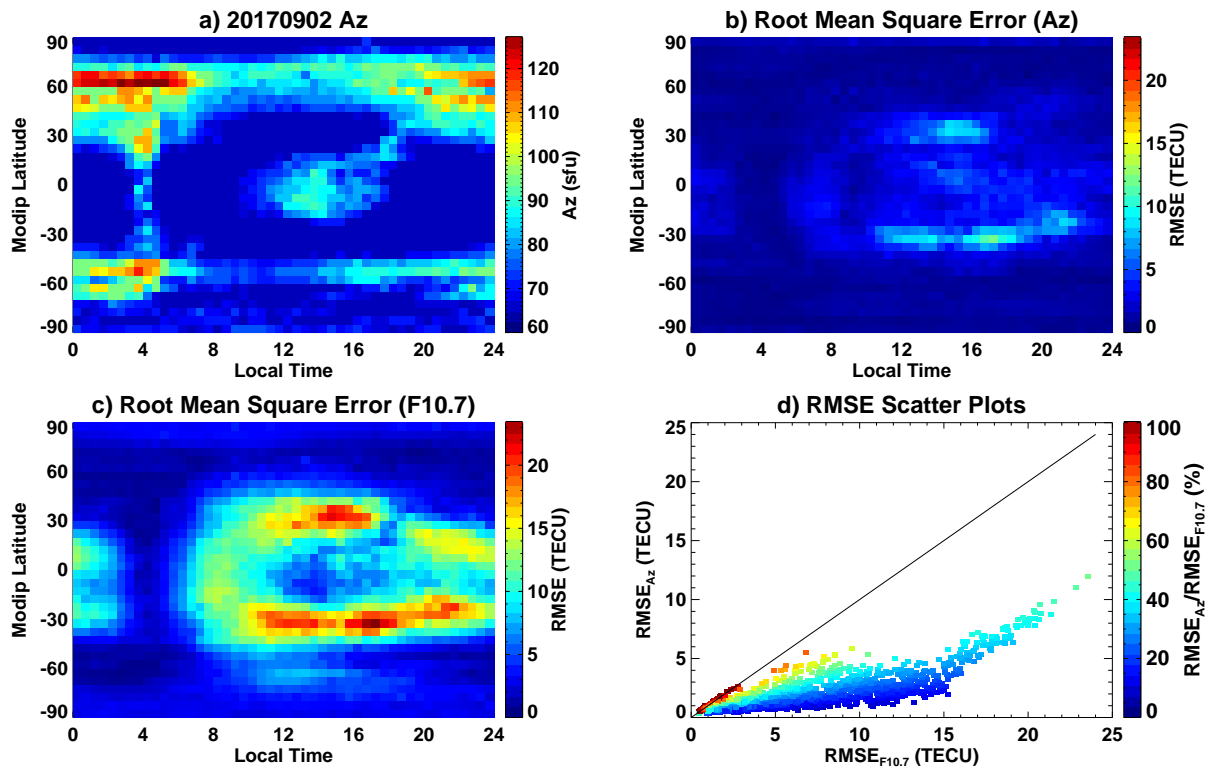 a) 20170902 Az
90
60
30
0
-30
-60
-90
Modip Latitude
0 4 8 12 16 20 24
Local Time
120
110
100
90
80
70
60
Az (sfu)
b) Root Mean Square Error (Az)
90
60
30
0
-30
-60
-90
Modip Latitude
0 4 8 12 16 20 24
Local Time
20
15
10
5
0
RMSE (TECU)
c) Root Mean Square Error (F10.7)
90
60
30
0
-30
-60
-90
Modip Latitude
0 4 8 12 16 20 24
Local Time
20
15
10
5
0
RMSE (TECU)
d) RMSE Scatter Plots
25
20
15
10
5
0
RMSE_Az (TECU)
0 5 10 15 20 25
RMSE_F10.7 (TECU)
100
80
60
40
20
0
RMSE_Az/RMSE_F10.7 (%)